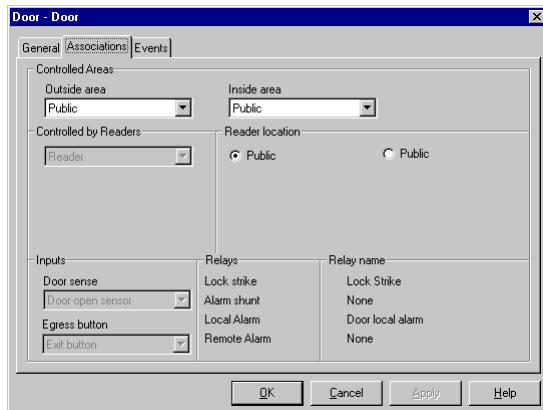 Door - Door
General Associations Events
Controlled Areas
Outside area Inside area
Public Public
Controlled by Readers Reader location
Reader Public Public
Inputs Relays Relay name
Door sense Lock strike Lock Strike
Door open sensor Alarm shunt None
Egress button Local Alarm Door local alarm
Exit button Remote Alarm None
OK Cancel Apply Help